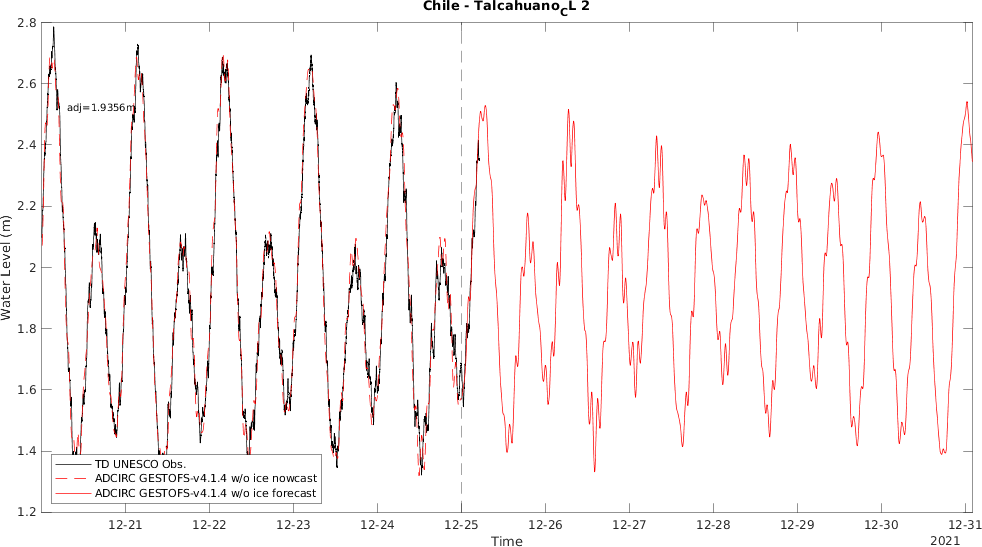 Chile - Talcahuano_CL 2
2.8
2.6
adj=1.9356m
2.4
2.2
Water Level (m)
2
1.8
1.6
1.4
TD UNESCO Obs.
ADCIRC GESTOFS-v4.1.4 w/o ice nowcast
ADCIRC GESTOFS-v4.1.4 w/o ice forecast
1.2
12-21 12-22 12-23 12-24 12-25 12-26 12-27 12-28 12-29 12-30 12-31
Time
2021